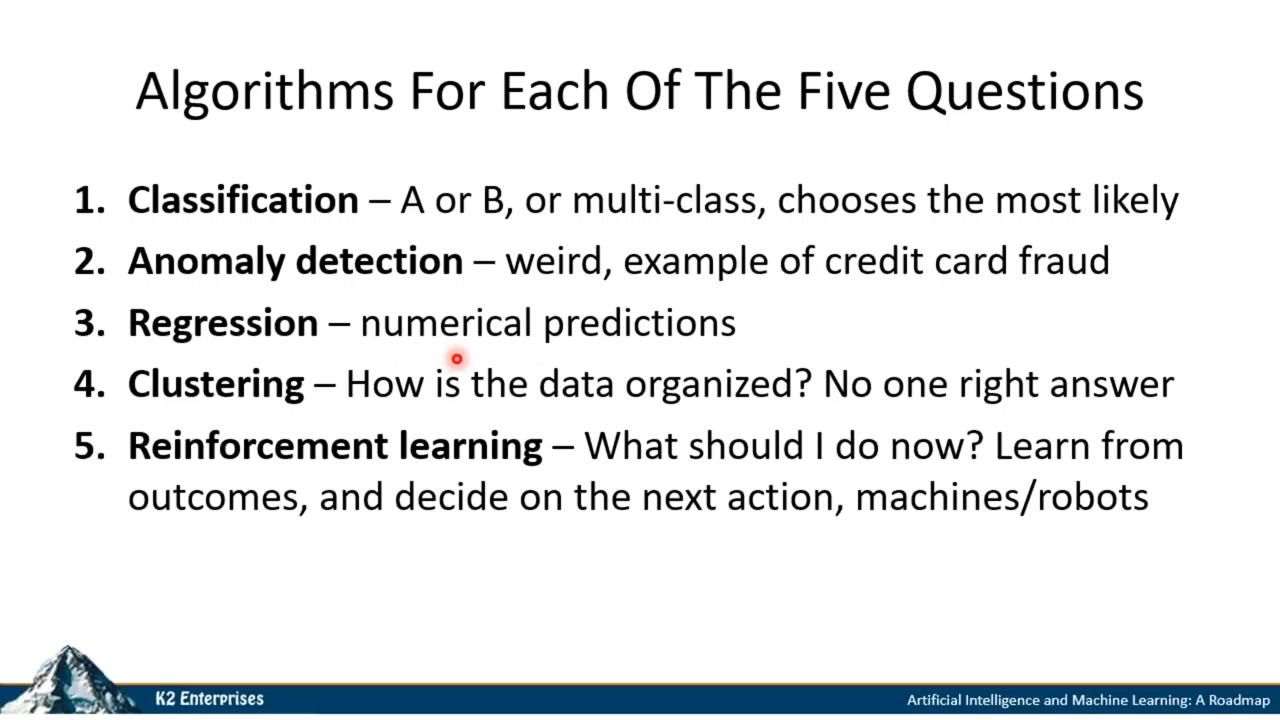 Algorithms For Each Of The Five Questions
1. Classification – A or B, or multi-class, chooses the most likely
2. Anomaly detection – weird, example of credit card fraud
3. Regression – numerical predictions
4. Clustering – How is the data organized? No one right answer
5. Reinforcement learning – What should I do now? Learn from
outcomes, and decide on the next action, machines/robots
K2 Enterprises
Artificial Intelligence and Machine Learning: A Roadmap